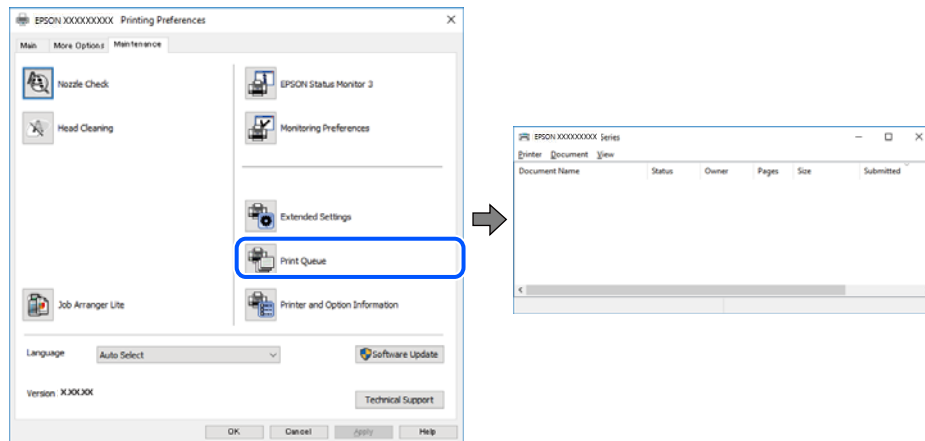 EPSON XXXXXXXXX Printing Preferences
Main More Options Maintenance
Nozzle Check
Head Cleaning
Job Arranger Lite
EPSON Status Monitor 3
Monitoring Preferences
Extended Settings
Print Queue
Printer and Option Information
Language Auto Select
Software Update
Version X.XX.XX
Technical Support
OK Cancel Apply Help
EPSON XXXXXXXXX Series
Printer Document View
Document Name Status Owner Pages Size Submitted